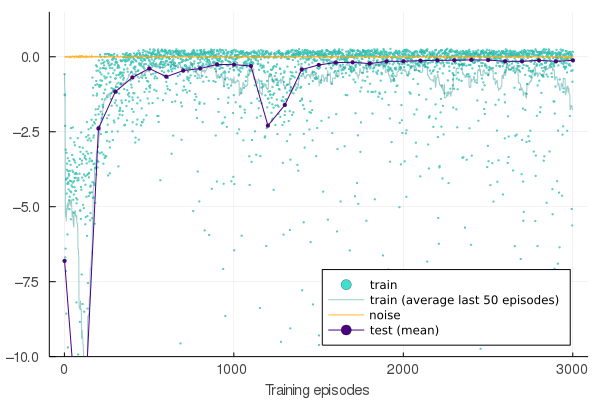 0.0
−2.5
−5.0
−7.5
−10.0
0
1000
2000
3000
Training episodes
train
train (average last 50 episodes)
noise
test (mean)